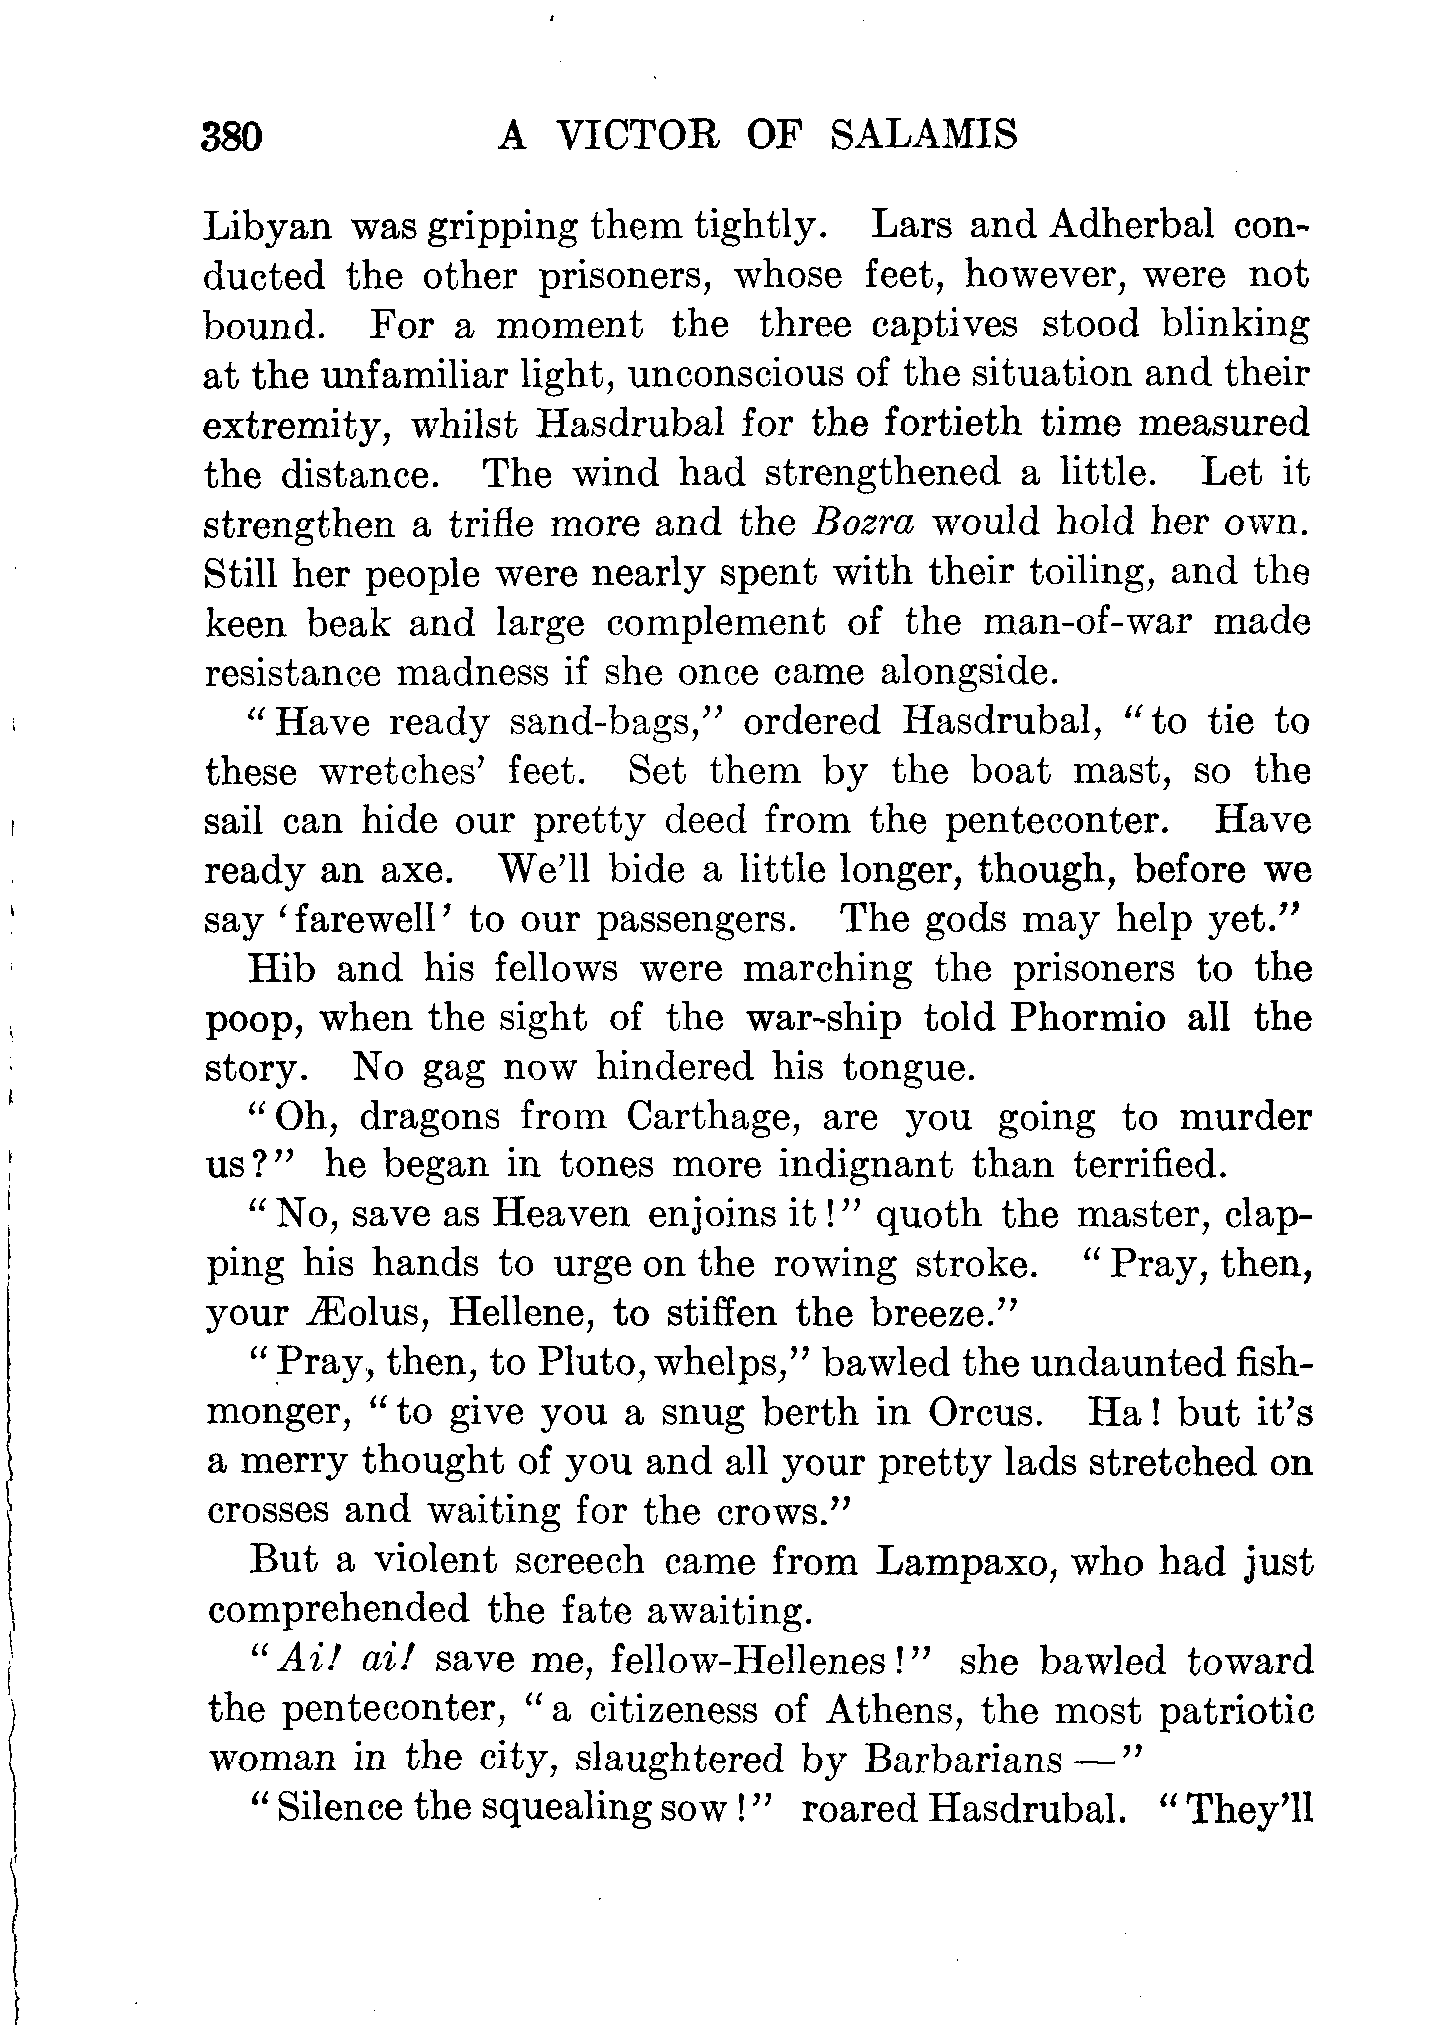 380 A VICTOR OF SALAMIS
Libyan was gripping them tightly. Lars and Adherbal con-
ducted the other prisoners, whose feet, however, were not
bound. For a moment the three captives stood blinking
at the unfamiliar light, unconscious of the situation and their
extremity, whilst Hasdrubal for the fortieth time measured
the distance. The wind had strengthened a little. Let it
strengthen a trifle more and the Bozra would hold her own.
Still her people were nearly spent with their toiling, and the
keen beak and large complement of the man-of-war made
resistance madness if she once came alongside.
"Have ready sand-bags," ordered Hasdrubal, "to tie to
these wretches' feet. Set them by the boat mast, so the
sail can hide our pretty deed from the penteconter. Have
ready an axe. We'll bide a little longer, though, before we
say 'farewell' to our passengers. The gods may help yet."
Hib and his fellows were marching the prisoners to the
poop, when the sight of the war-ship told Phormio all the
story. No gag now hindered his tongue.
"Oh, dragons from Carthage, are you going to murder
us?" he began in tones more indignant than terrified.
"No, save as Heaven enjoins it!" quoth the master, clap-
ping his hands to urge on the rowing stroke. "Pray, then,
your Æolus, Hellene, to stiffen the breeze."
"Pray, then, to Pluto, whelps," bawled the undaunted fish-
monger, "to give you a snug berth in Orcus. Ha! but it's
a merry thought of you and all your pretty lads stretched on
crosses and waiting for the crows."
But a violent screech came from Lampaxo, who had just
comprehended the fate awaiting.
"Ai! ai! save me, fellow-Hellenes!" she bawled toward
the penteconter, "a citizeness of Athens, the most patriotic
woman in the city, slaughtered by Barbarians —"
"Silence the squealing sow!" roared Hasdrubal. "They'll